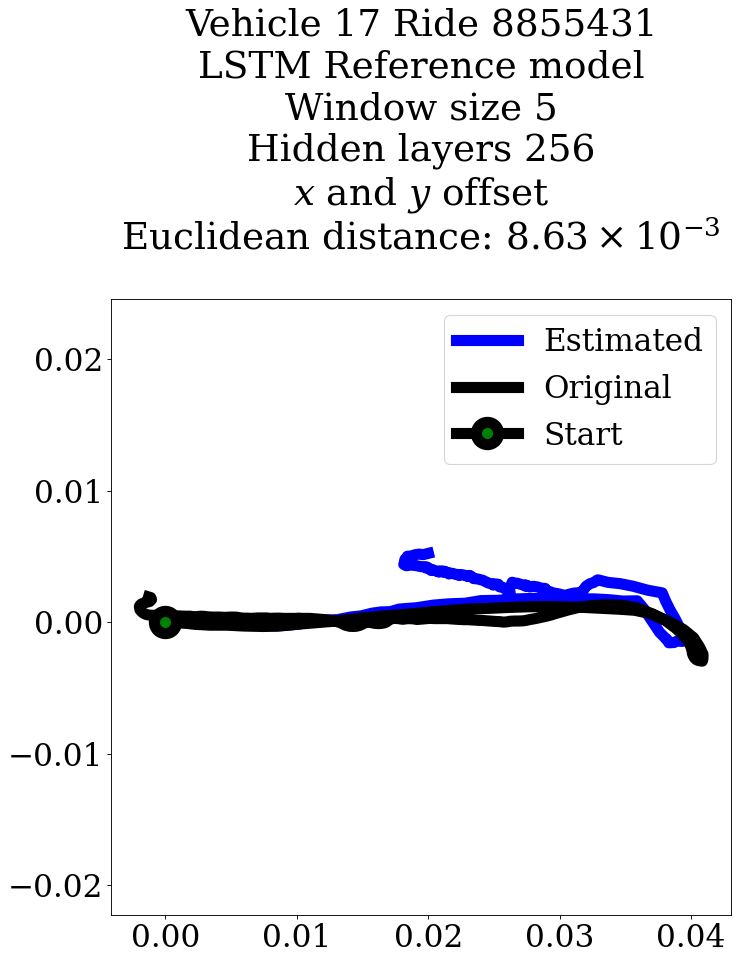 Vehicle 17 Ride 8855431
LSTM Reference model
Window size 5
Hidden layers 256
x and y offset
Euclidean distance: 8.63 × 10⁻³
Estimated
Original
Start
0.02
0.01
0.00
−0.01
−0.02
0.00 0.01 0.02 0.03 0.04